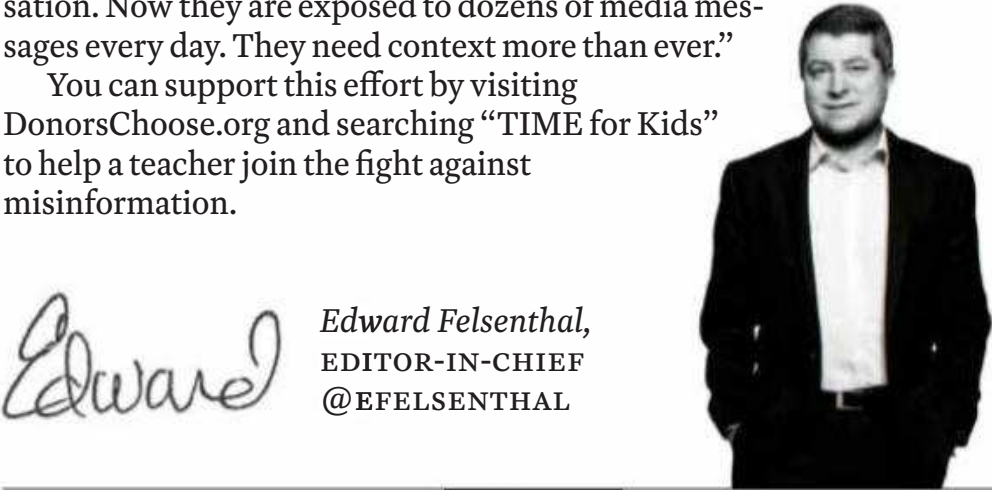 sation. Now they are exposed to dozens of media mes-
sages every day. They need context more than ever.”
You can support this effort by visiting
DonorsChoose.org and searching “TIME for Kids”
to help a teacher join the fight against
misinformation.
Edward
Edward Felsenthal,
EDITOR-IN-CHIEF
@EFELSENTHAL